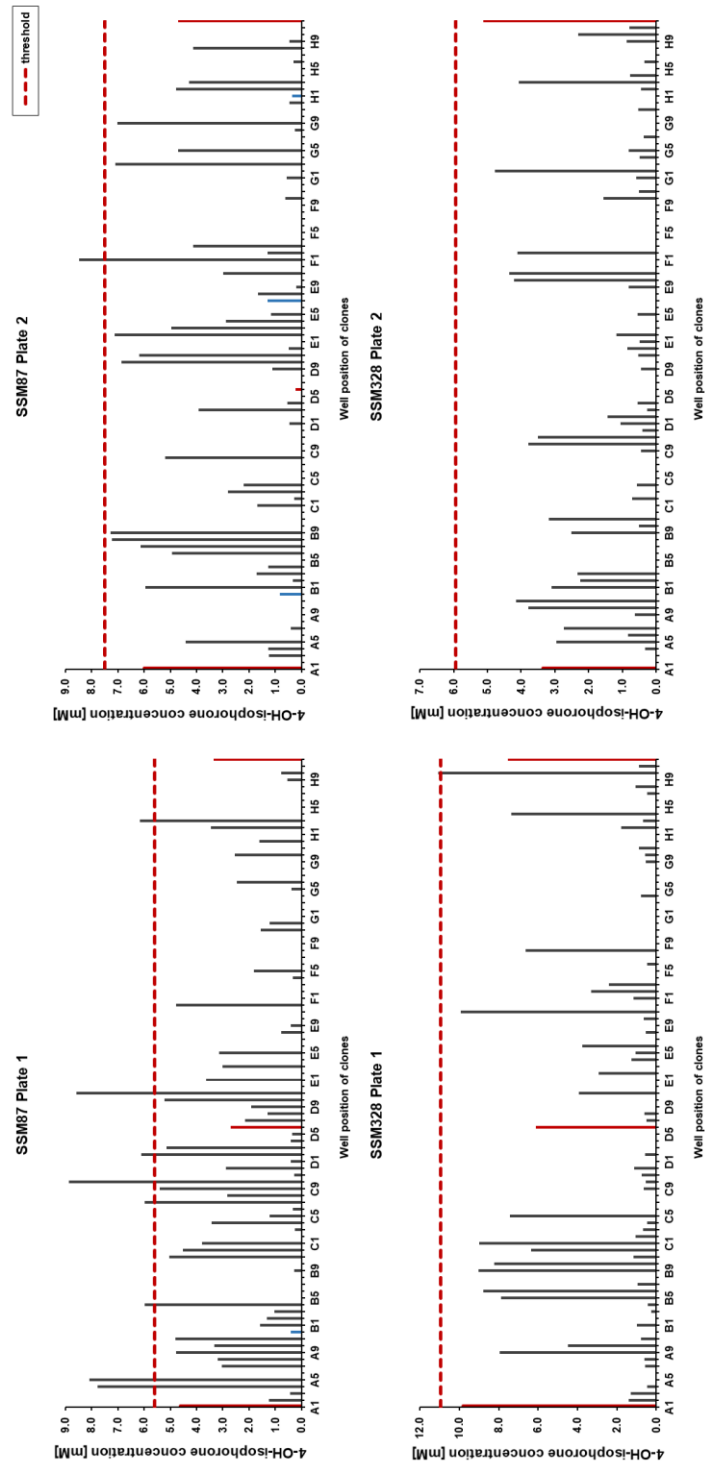 threshold
SSM87 Plate 1
4-OH-isophorone concentration [mM]
9.0
8.0
7.0
6.0
5.0
4.0
3.0
2.0
1.0
0.0
A1 A5 A9 B1 B5 B9 C1 C5 C9 D1 D5 D9 E1 E5 E9 F1 F5 F9 G1 G5 G9 H1 H5 H9
Well position of clones
SSM87 Plate 2
4-OH-isophorone concentration [mM]
9.0
8.0
7.0
6.0
5.0
4.0
3.0
2.0
1.0
0.0
A1 A5 A9 B1 B5 B9 C1 C5 C9 D1 D5 D9 E1 E5 E9 F1 F5 F9 G1 G5 G9 H1 H5 H9
Well position of clones
SSM328 Plate 1
4-OH-isophorone concentration [mM]
12.0
10.0
8.0
6.0
4.0
2.0
0.0
A1 A5 A9 B1 B5 B9 C1 C5 C9 D1 D5 D9 E1 E5 E9 F1 F5 F9 G1 G5 G9 H1 H5 H9
Well position of clones
SSM328 Plate 2
4-OH-isophorone concentration [mM]
7.0
6.0
5.0
4.0
3.0
2.0
1.0
0.0
A1 A5 A9 B1 B5 B9 C1 C5 C9 D1 D5 D9 E1 E5 E9 F1 F5 F9 G1 G5 G9 H1 H5 H9
Well position of clones